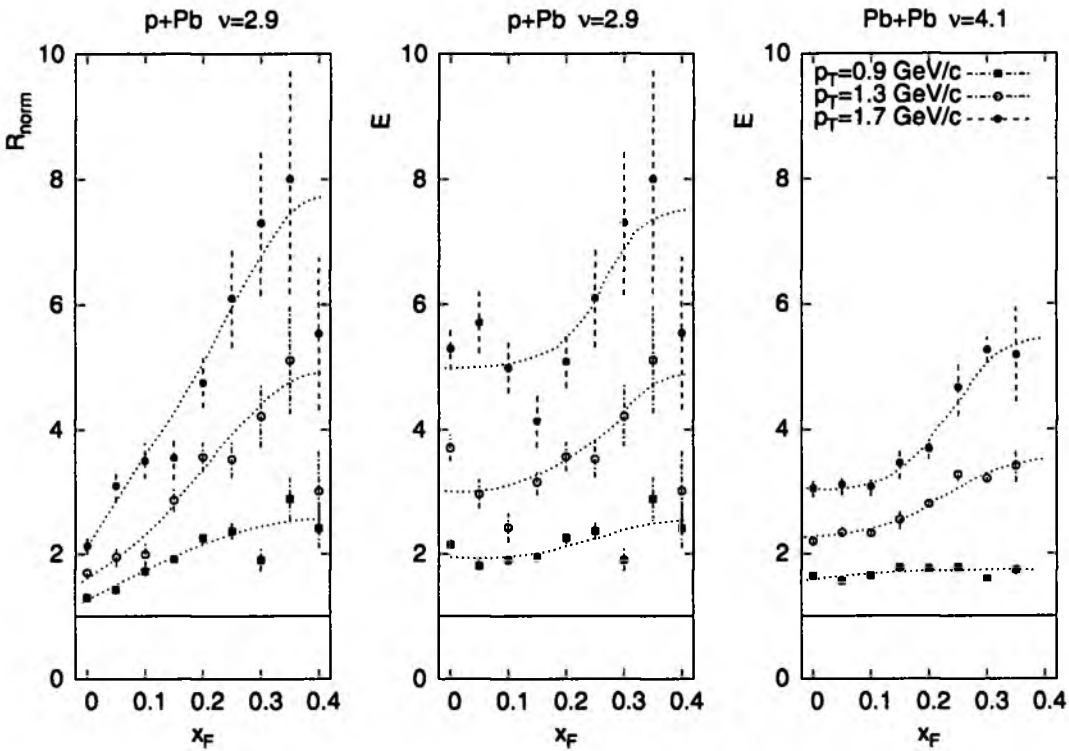 p+Pb ν=2.9
p+Pb ν=2.9
Pb+Pb ν=4.1
R_norm
10
8
6
4
2
0
0 0.1 0.2 0.3 0.4
x_F
E
10
8
6
4
2
0
0 0.1 0.2 0.3 0.4
x_F
E
10
8
6
4
2
0
p_T=0.9 GeV/c
p_T=1.3 GeV/c
p_T=1.7 GeV/c
0 0.1 0.2 0.3 0.4
x_F